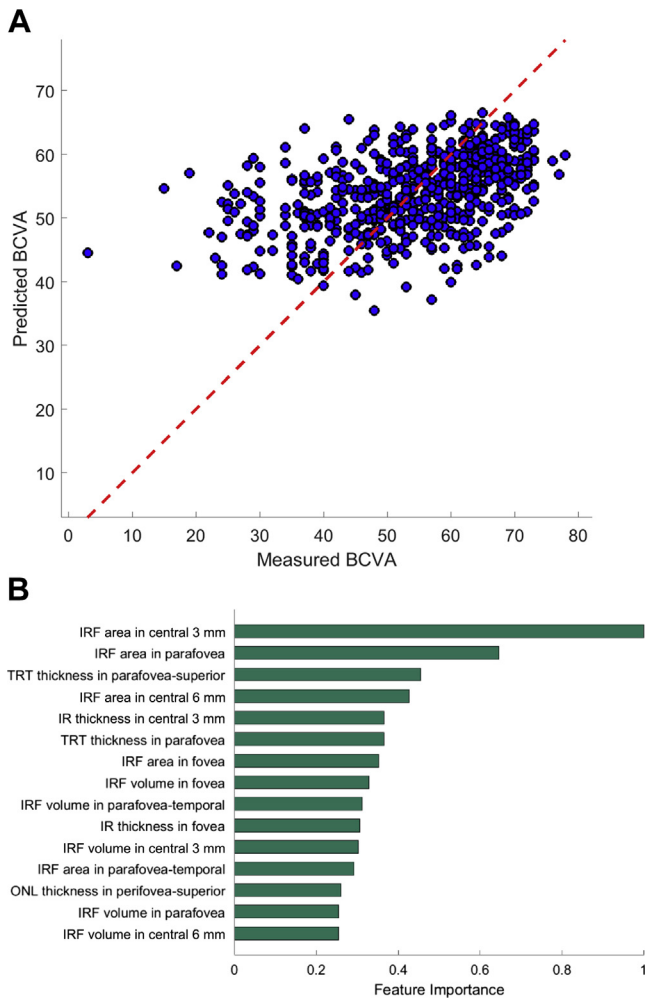 A
70
60
50
40
30
20
10
Predicted BCVA
0 10 20 30 40 50 60 70 80
Measured BCVA
B
IRF area in central 3 mm
IRF area in parafovea
TRT thickness in parafovea-superior
IRF area in central 6 mm
IR thickness in central 3 mm
TRT thickness in parafovea
IRF area in fovea
IRF volume in fovea
IRF volume in parafovea-temporal
IR thickness in fovea
IRF volume in central 3 mm
IRF area in parafovea-temporal
ONL thickness in perifovea-superior
IRF volume in parafovea
IRF volume in central 6 mm
0 0.2 0.4 0.6 0.8 1
Feature Importance